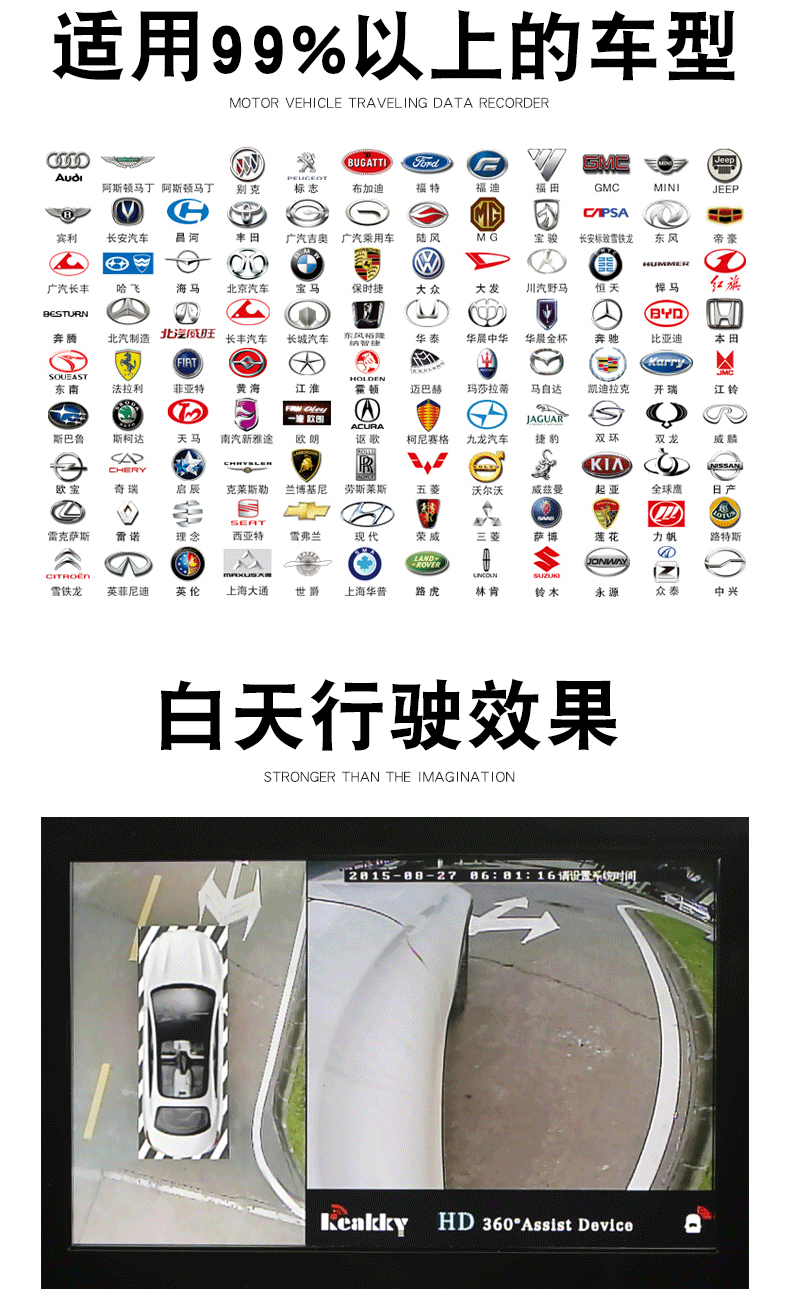 适用99%以上的车型
MOTOR VEHICLE TRAVELING DATA RECORDER
Audi PEUGEOT BUGATTI Ford GMC MINI Jeep
阿斯顿马丁 阿斯顿马丁 别克 标志 布加迪 福特 福迪 福田 GMC MINI JEEP
MG CAPSA
宾利 长安汽车 昌河 丰田 广汽吉奥 广汽乘用车 陆风 MG 宝骏 长安标致雪铁龙 东风 帝豪
BMW HUMMER
广汽长丰 哈飞 海马 北京汽车 宝马 保时捷 大众 大发 川汽野马 恒天 悍马 红旗
BESTURN 北汽威旺 东风裕隆 BYD
奔腾 北汽制造 长丰汽车 长城汽车 纳智捷 华泰 华晨中华 华晨金杯 奔驰 比亚迪 本田
SOUEAST FIAT HOLDEN Karry JMC
东南 法拉利 菲亚特 黄海 江淮 霍顿 迈巴赫 玛莎拉蒂 马自达 凯迪拉克 开瑞 江铃
SKODA ACURA JAGUAR
斯巴鲁 斯柯达 天马 南汽新雅途 欧朗 讴歌 柯尼赛格 九龙汽车 捷豹 双环 双龙 威麟
CHERY CHRYSLER LAMBORGHINI ROLLS ROYCE VOLVO KIA NISSAN
欧宝 奇瑞 启辰 克莱斯勒 兰博基尼 劳斯莱斯 五菱 沃尔沃 威兹曼 起亚 全球鹰 日产
SEAT SAAB LOTUS
雷克萨斯 雷诺 理念 西亚特 雪弗兰 现代 荣威 三菱 萨博 莲花 力帆 路特斯
CITROËN MAXUS大通 SMA LAND ROVER LINCOLN SUZUKI JONWAY
雪铁龙 英菲尼迪 英伦 上海大通 世爵 上海华普 路虎 林肯 铃木 永源 众泰 中兴
白天行驶效果
STRONGER THAN THE IMAGINATION
2015-08-27 06:01:16请设置系统时间
Keakky HD 360°Assist Device